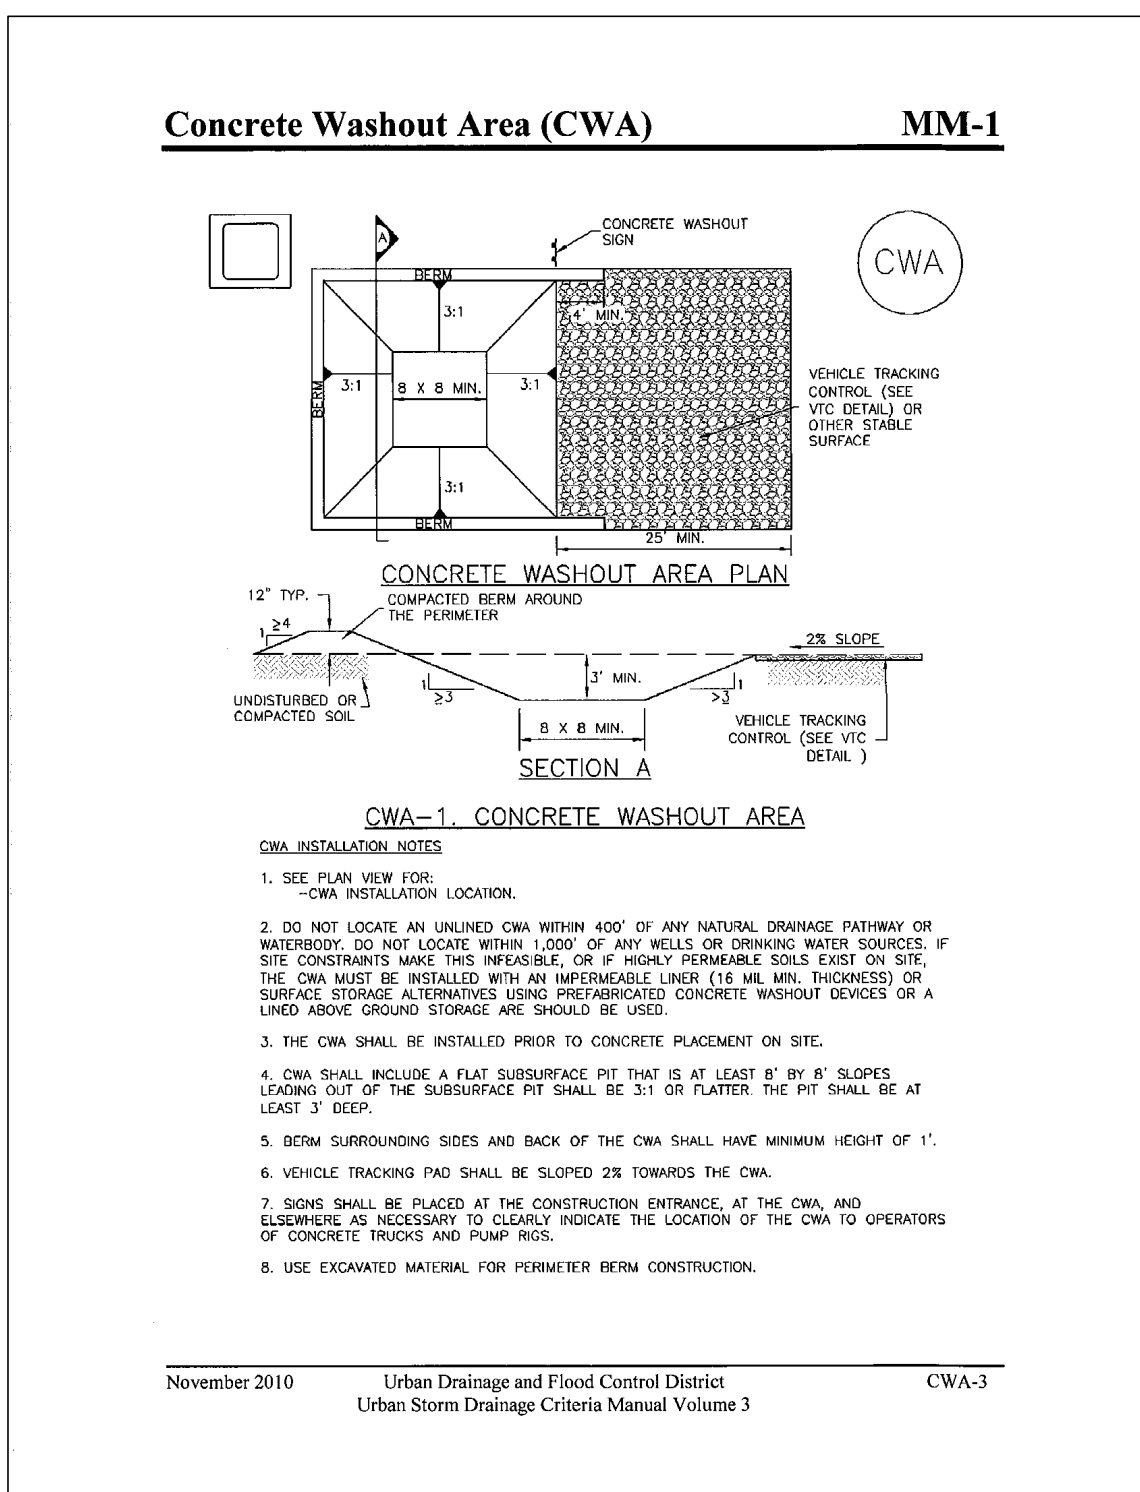 Concrete Washout Area (CWA) MM-1
CONCRETE WASHOUT
SIGN
A
CWA
BERM
3:1
4' MIN.
BERM
3:1
8 X 8 MIN.
3:1
VEHICLE TRACKING
CONTROL (SEE
VTC DETAIL) OR
OTHER STABLE
SURFACE
3:1
BERM
25' MIN.
CONCRETE WASHOUT AREA PLAN
12" TYP.
COMPACTED BERM AROUND
THE PERIMETER
1
≥4
2% SLOPE
3' MIN.
1
≥3
1
>3
UNDISTURBED OR
COMPACTED SOIL
8 X 8 MIN.
VEHICLE TRACKING
CONTROL (SEE VTC
DETAIL )
SECTION A
CWA-1. CONCRETE WASHOUT AREA
CWA INSTALLATION NOTES
1. SEE PLAN VIEW FOR:
-CWA INSTALLATION LOCATION.
2. DO NOT LOCATE AN UNLINED CWA WITHIN 400' OF ANY NATURAL DRAINAGE PATHWAY OR
WATERBODY. DO NOT LOCATE WITHIN 1,000' OF ANY WELLS OR DRINKING WATER SOURCES. IF
SITE CONSTRAINTS MAKE THIS INFEASIBLE, OR IF HIGHLY PERMEABLE SOILS EXIST ON SITE,
THE CWA MUST BE INSTALLED WITH AN IMPERMEABLE LINER (16 MIL MIN. THICKNESS) OR
SURFACE STORAGE ALTERNATIVES USING PREFABRICATED CONCRETE WASHOUT DEVICES OR A
LINED ABOVE GROUND STORAGE ARE SHOULD BE USED.
3. THE CWA SHALL BE INSTALLED PRIOR TO CONCRETE PLACEMENT ON SITE.
4. CWA SHALL INCLUDE A FLAT SUBSURFACE PIT THAT IS AT LEAST 8' BY 8' SLOPES
LEADING OUT OF THE SUBSURFACE PIT SHALL BE 3:1 OR FLATTER. THE PIT SHALL BE AT
LEAST 3' DEEP.
5. BERM SURROUNDING SIDES AND BACK OF THE CWA SHALL HAVE MINIMUM HEIGHT OF 1'.
6. VEHICLE TRACKING PAD SHALL BE SLOPED 2% TOWARDS THE CWA.
7. SIGNS SHALL BE PLACED AT THE CONSTRUCTION ENTRANCE, AT THE CWA, AND
ELSEWHERE AS NECESSARY TO CLEARLY INDICATE THE LOCATION OF THE CWA TO OPERATORS
OF CONCRETE TRUCKS AND PUMP RIGS.
8. USE EXCAVATED MATERIAL FOR PERIMETER BERM CONSTRUCTION.
November 2010 Urban Drainage and Flood Control District CWA-3
Urban Storm Drainage Criteria Manual Volume 3